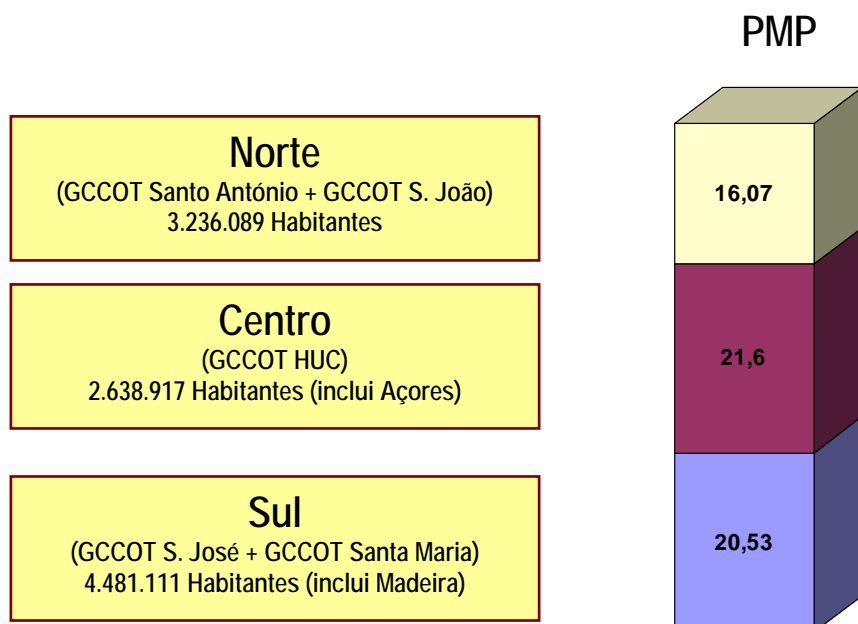 PMP
Norte
(GCCOT Santo António + GCCOT S. João)
3.236.089 Habitantes
16,07
Centro
(GCCOT HUC)
2.638.917 Habitantes (inclui Açores)
21,6
Sul
(GCCOT S. José + GCCOT Santa Maria)
4.481.111 Habitantes (inclui Madeira)
20,53